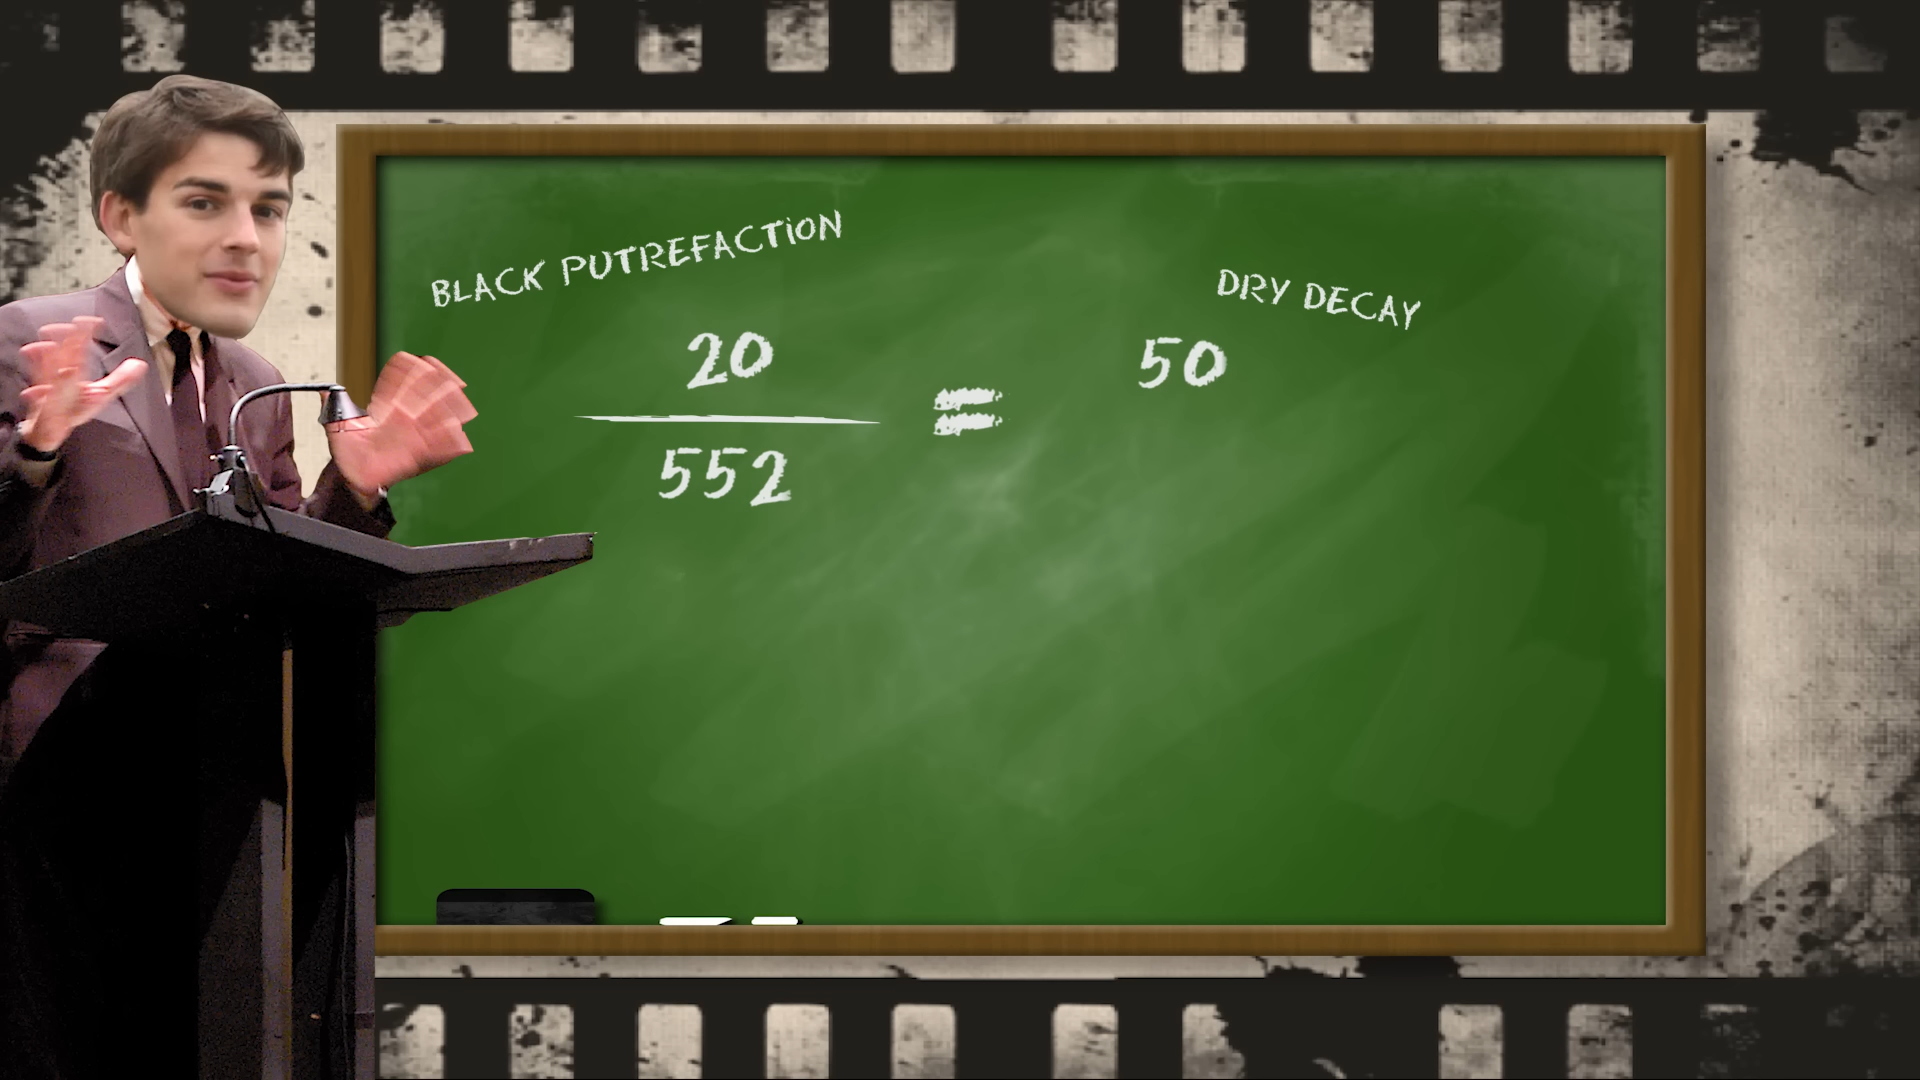 BLACK PUTREFACTiON
DRY DECAY
20
552
=
50